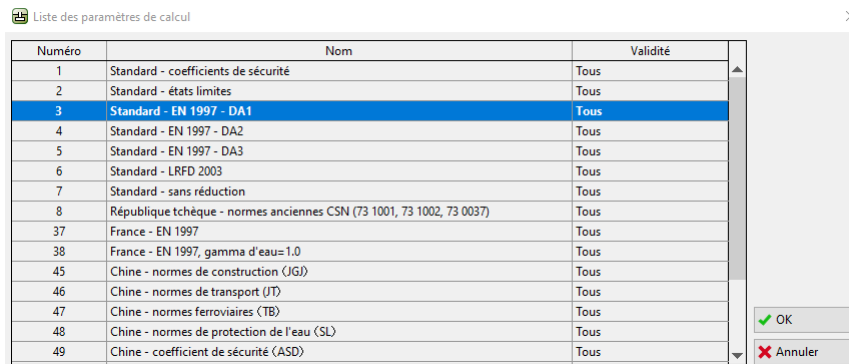 Liste des paramètres de calcul
Numéro Nom Validité
1 Standard - coefficients de sécurité Tous
2 Standard - états limites Tous
3 Standard - EN 1997 - DA1 Tous
4 Standard - EN 1997 - DA2 Tous
5 Standard - EN 1997 - DA3 Tous
6 Standard - LRFD 2003 Tous
7 Standard - sans réduction Tous
8 République tchèque - normes anciennes CSN (73 1001, 73 1002, 73 0037) Tous
37 France - EN 1997 Tous
38 France - EN 1997, gamma d'eau=1.0 Tous
45 Chine - normes de construction（JGJ） Tous
46 Chine - normes de transport (JT) Tous
47 Chine - normes ferroviaires（TB） Tous
48 Chine - normes de protection de l'eau（SL） Tous
49 Chine - coefficient de sécurité（ASD） Tous
OK
Annuler